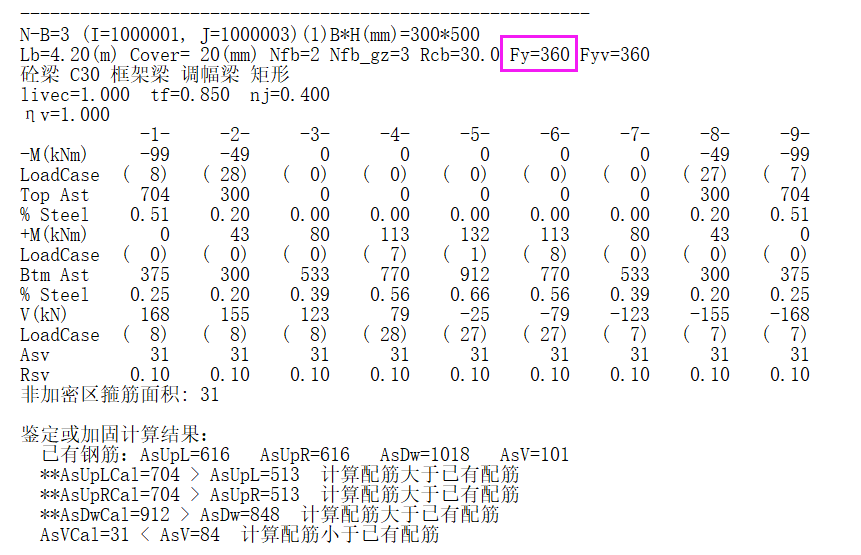 ------------------------------------------------------------
N-B=3 (I=1000001, J=1000003)(1)B*H(mm)=300*500
Lb=4.20(m) Cover= 20(mm) Nfb=2 Nfb_gz=3 Rcb=30.0 Fy=360 Fyv=360
砼梁 C30 框架梁 调幅梁 矩形
livec=1.000 tf=0.850 nj=0.400
ηv=1.000
-1- -2- -3- -4- -5- -6- -7- -8- -9-
-M(kNm) -99 -49 0 0 0 0 0 -49 -99
LoadCase ( 8) ( 28) ( 0) ( 0) ( 0) ( 0) ( 0) ( 27) ( 7)
Top Ast 704 300 0 0 0 0 0 300 704
% Steel 0.51 0.20 0.00 0.00 0.00 0.00 0.00 0.20 0.51
+M(kNm) 0 43 80 113 132 113 80 43 0
LoadCase ( 0) ( 0) ( 0) ( 7) ( 1) ( 8) ( 0) ( 0) ( 0)
Btm Ast 375 300 533 770 912 770 533 300 375
% Steel 0.25 0.20 0.39 0.56 0.66 0.56 0.39 0.20 0.25
V(kN) 168 155 123 79 -25 -79 -123 -155 -168
LoadCase ( 8) ( 8) ( 8) ( 28) ( 27) ( 27) ( 7) ( 7) ( 7)
Asv 31 31 31 31 31 31 31 31 31
Rsv 0.10 0.10 0.10 0.10 0.10 0.10 0.10 0.10 0.10
非加密区箍筋面积: 31
鉴定或加固计算结果:
已有钢筋: AsUpL=616 AsUpR=616 AsDw=1018 AsV=101
**AsUpLCal=704 > AsUpL=513 计算配筋大于已有配筋
**AsUpRCal=704 > AsUpR=513 计算配筋大于已有配筋
**AsDwCal=912 > AsDw=848 计算配筋大于已有配筋
AsVCal=31 < AsV=84 计算配筋小于已有配筋